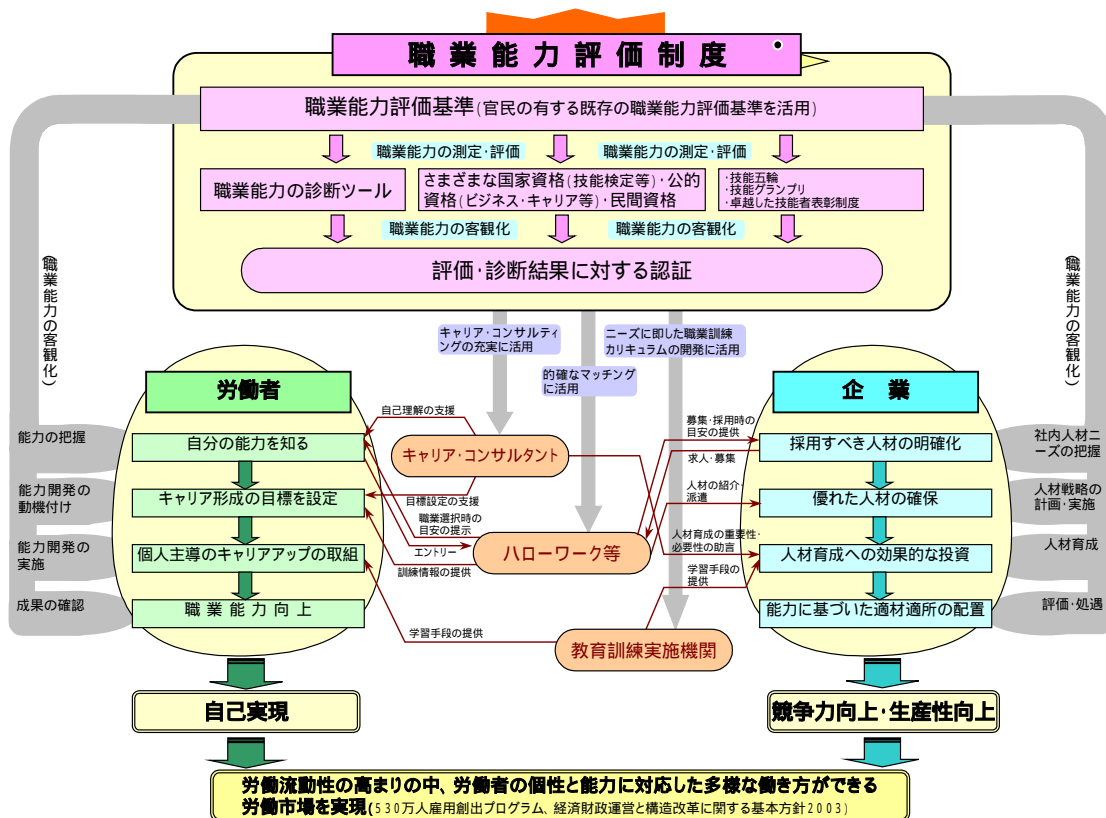 職業能力評価制度
職業能力評価基準(官民の有する既存の職業能力評価基準を活用)
職業能力の測定・評価
職業能力の測定・評価
職業能力の診断ツール
さまざまな国家資格(技能検定等)・公的
資格(ビジネス・キャリア等)・民間資格
・技能五輪
・技能グランプリ
・卓越した技能者表彰制度
職業能力の客観化
職業能力の客観化
評価・診断結果に対する認証
(職業能力の客観化)
(職業能力の客観化)
キャリア・コンサルティ
ングの充実に活用
的確なマッチング
に活用
ニーズに即した職業訓練
カリキュラムの開発に活用
労働者
自分の能力を知る
キャリア形成の目標を設定
個人主導のキャリアアップの取組
職業能力向上
能力の把握
能力開発の
動機付け
能力開発の
実施
成果の確認
自己理解の支援
キャリア・コンサルタント
目標設定の支援
職業選択時の
目安の提示
エントリー
ハローワーク等
訓練情報の提供
学習手段の提供
教育訓練実施機関
募集・採用時の
目安の提供
求人・募集
人材の紹介・
派遣
人材育成の重要性・
必要性の助言
学習手段の
提供
企業
採用すべき人材の明確化
優れた人材の確保
人材育成への効果的な投資
能力に基づいた適材適所の配置
社内人材ニ
ーズの把握
人材戦略の
計画・実施
人材育成
評価・処遇
自己実現
競争力向上・生産性向上
労働流動性の高まりの中、労働者の個性と能力に対応した多様な働き方ができる
労働市場を実現(530万人雇用創出プログラム、経済財政運営と構造改革に関する基本方針2003)